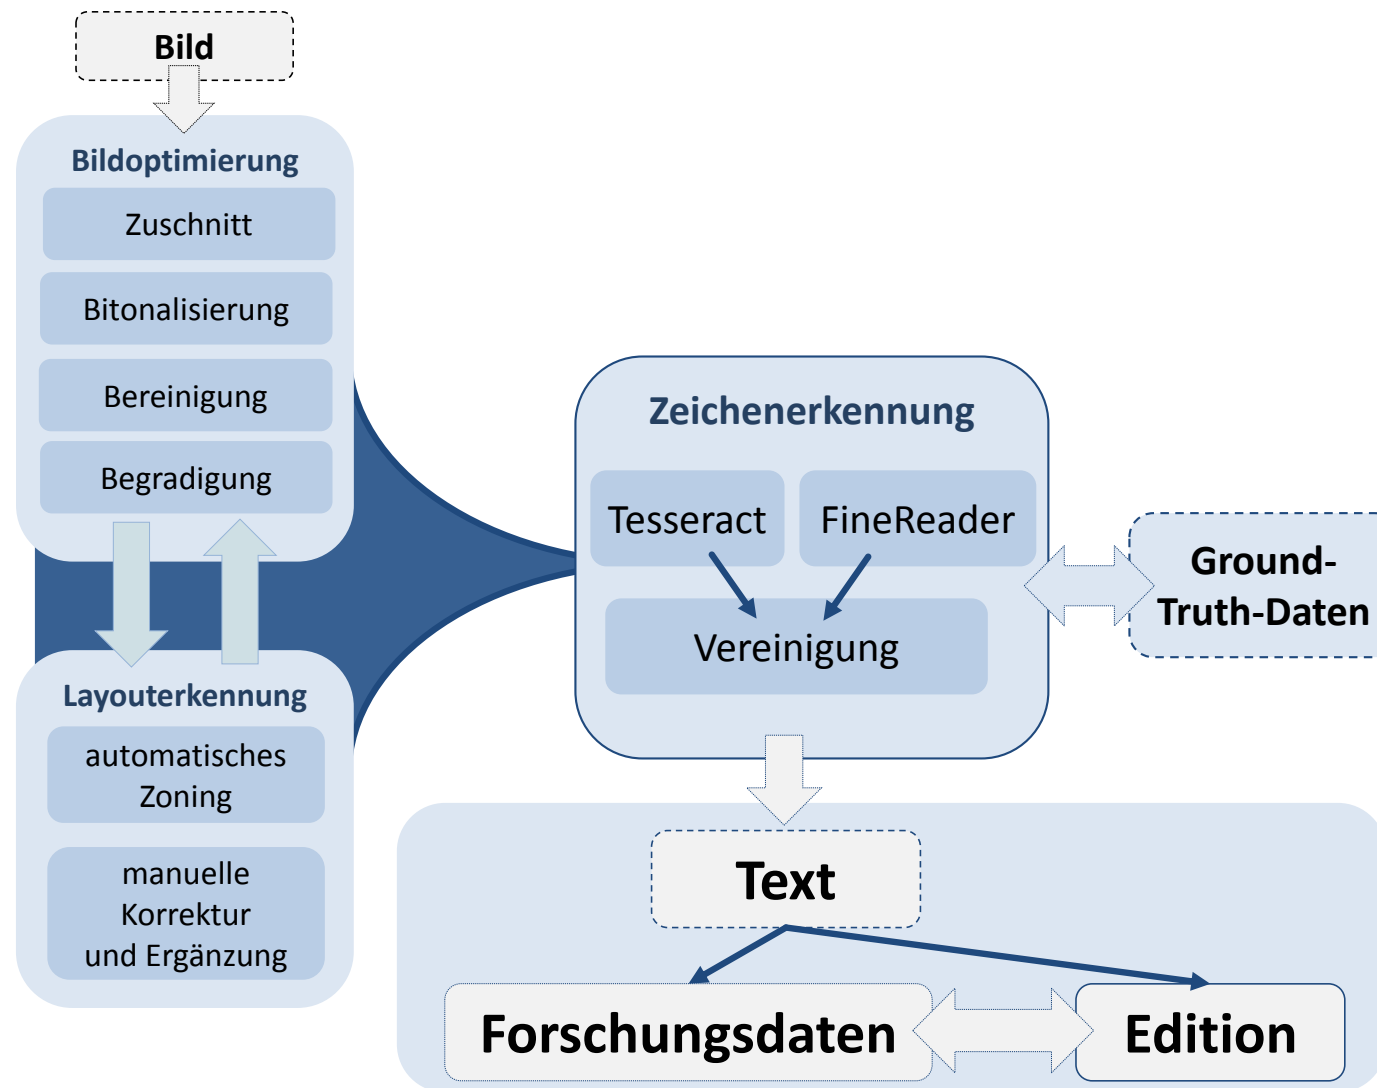 Bild
Bildoptimierung
Zuschnitt
Bitonalisierung
Bereinigung
Begradigung
Layouterkennung
automatisches
Zoning
manuelle
Korrektur
und Ergänzung
Zeichenerkennung
Tesseract
FineReader
Vereinigung
Ground-
Truth-Daten
Text
Forschungsdaten
Edition